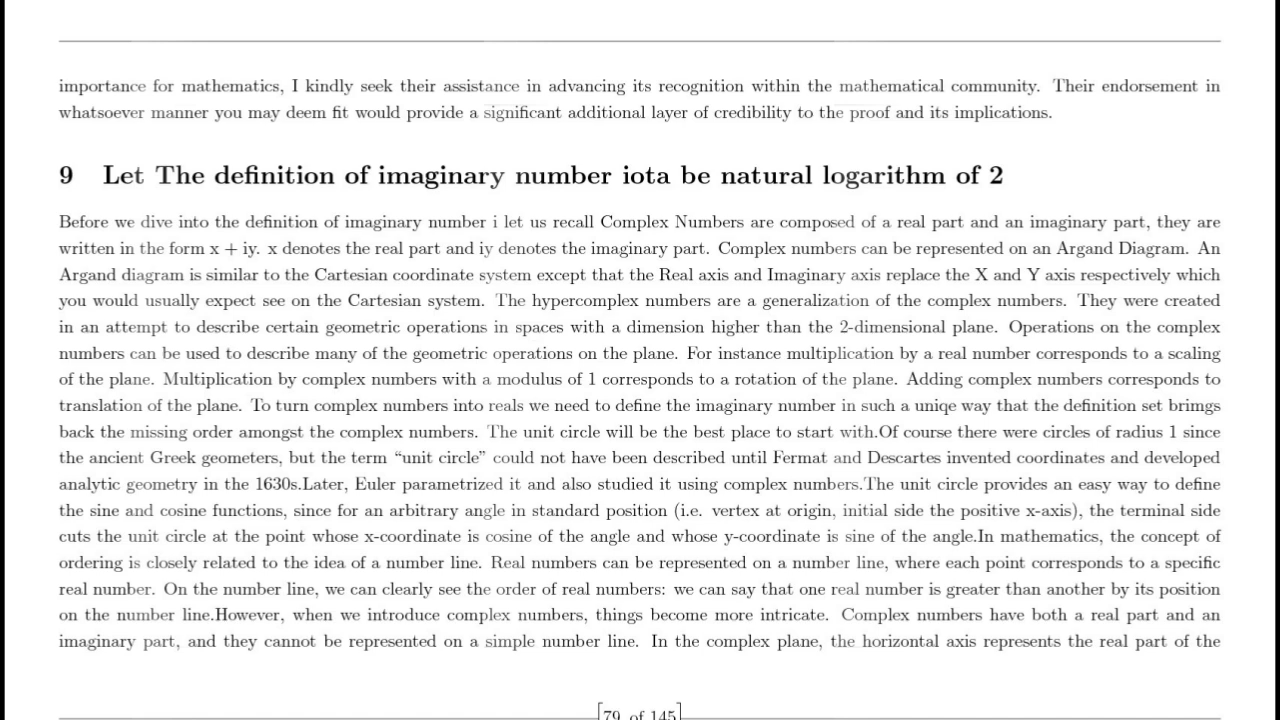 importance for mathematics, I kindly seek their assistance in advancing its recognition within the mathematical community. Their endorsement in
whatsoever manner you may deem fit would provide a significant additional layer of credibility to the proof and its implications.
9 Let The definition of imaginary number iota be natural logarithm of 2
Before we dive into the definition of imaginary number i let us recall Complex Numbers are composed of a real part and an imaginary part, they are
written in the form x + iy. x denotes the real part and iy denotes the imaginary part. Complex numbers can be represented on an Argand Diagram. An
Argand diagram is similar to the Cartesian coordinate system except that the Real axis and Imaginary axis replace the X and Y axis respectively which
you would usually expect see on the Cartesian system. The hypercomplex numbers are a generalization of the complex numbers. They were created
in an attempt to describe certain geometric operations in spaces with a dimension higher than the 2-dimensional plane. Operations on the complex
numbers can be used to describe many of the geometric operations on the plane. For instance multiplication by a real number corresponds to a scaling
of the plane. Multiplication by complex numbers with a modulus of 1 corresponds to a rotation of the plane. Adding complex numbers corresponds to
translation of the plane. To turn complex numbers into reals we need to define the imaginary number in such a uniqe way that the definition set brimgs
back the missing order amongst the complex numbers. The unit circle will be the best place to start with.Of course there were circles of radius 1 since
the ancient Greek geometers, but the term “unit circle” could not have been described until Fermat and Descartes invented coordinates and developed
analytic geometry in the 1630s.Later, Euler parametrized it and also studied it using complex numbers.The unit circle provides an easy way to define
the sine and cosine functions, since for an arbitrary angle in standard position (i.e. vertex at origin, initial side the positive x-axis), the terminal side
cuts the unit circle at the point whose x-coordinate is cosine of the angle and whose y-coordinate is sine of the angle.In mathematics, the concept of
ordering is closely related to the idea of a number line. Real numbers can be represented on a number line, where each point corresponds to a specific
real number. On the number line, we can clearly see the order of real numbers: we can say that one real number is greater than another by its position
on the number line.However, when we introduce complex numbers, things become more intricate. Complex numbers have both a real part and an
imaginary part, and they cannot be represented on a simple number line. In the complex plane, the horizontal axis represents the real part of the
79 of 145